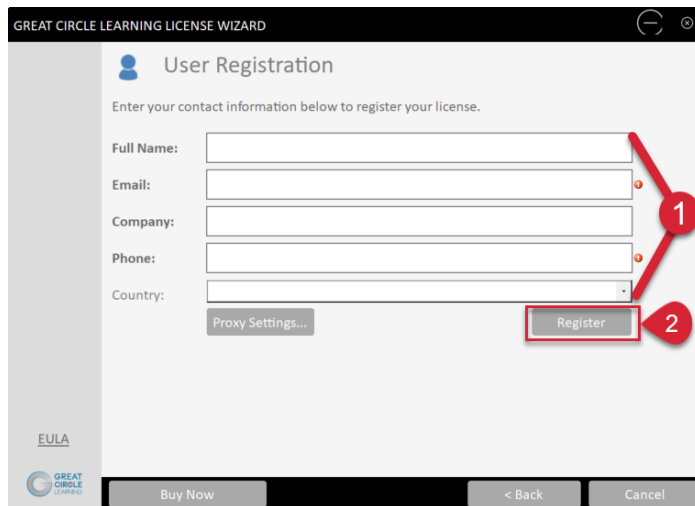 GREAT CIRCLE LEARNING LICENSE WIZARD
User Registration
Enter your contact information below to register your license.
Full Name:
Email:
Company:
1
Phone:
Country:
Proxy Settings...
Register
2
EULA
GREAT
CIRCLE
LEARNING
Buy Now
< Back
Cancel